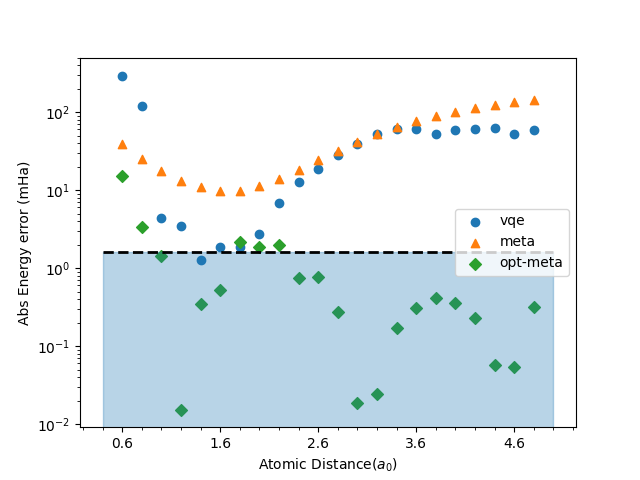 Abs Energy error (mHa)
10²
10¹
10⁰
10⁻¹
10⁻²
vqe
meta
opt-meta
0.6 1.6 2.6 3.6 4.6
Atomic Distance(a₀)